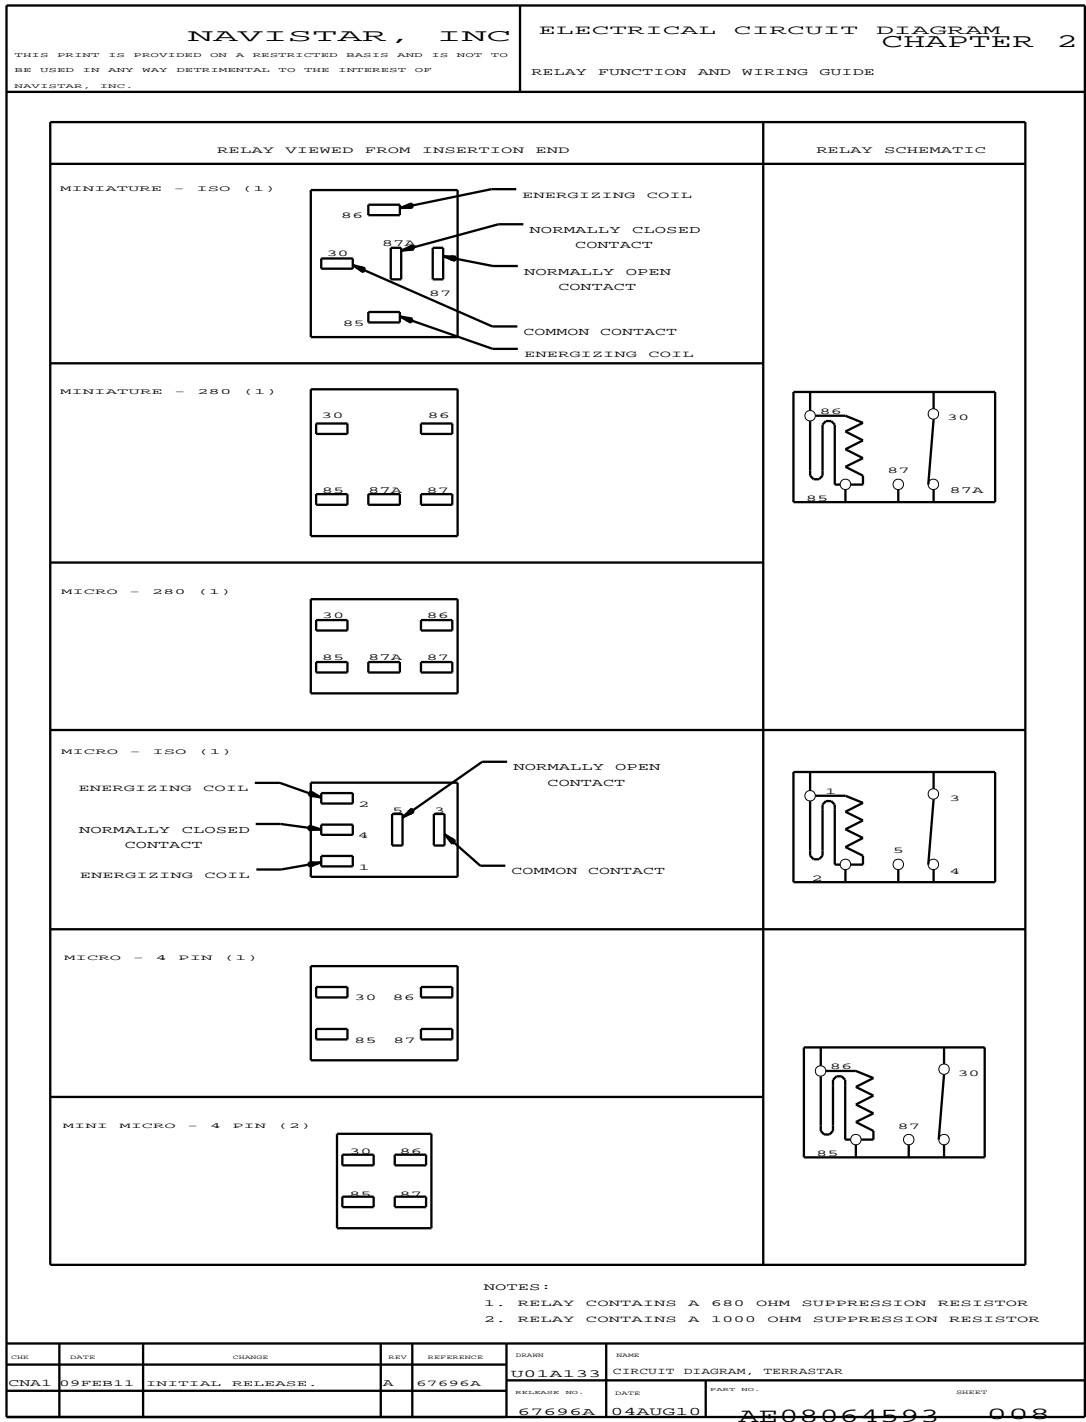 NAVISTAR, INC
THIS PRINT IS PROVIDED ON A RESTRICTED BASIS AND IS NOT TO
BE USED IN ANY WAY DETRIMENTAL TO THE INTEREST OF
NAVISTAR, INC.
ELECTRICAL CIRCUIT DIAGRAM
CHAPTER 2
RELAY FUNCTION AND WIRING GUIDE
RELAY VIEWED FROM INSERTION END
RELAY SCHEMATIC
MINIATURE - ISO (1)
86
87A
30
87
85
ENERGIZING COIL
NORMALLY CLOSED
CONTACT
NORMALLY OPEN
CONTACT
COMMON CONTACT
ENERGIZING COIL
MINIATURE - 280 (1)
30 86
85 87A 87
86
30
87
85
87A
MICRO - 280 (1)
30 86
85 87A 87
MICRO - ISO (1)
ENERGIZING COIL
NORMALLY CLOSED
CONTACT
ENERGIZING COIL
2
4
1
5 3
NORMALLY OPEN
CONTACT
COMMON CONTACT
1
3
5
2
4
MICRO - 4 PIN (1)
30 86
85 87
86
30
87
85
MINI MICRO - 4 PIN (2)
30 86
85 87
NOTES:
1. RELAY CONTAINS A 680 OHM SUPPRESSION RESISTOR
2. RELAY CONTAINS A 1000 OHM SUPPRESSION RESISTOR
CHK DATE CHANGE REV REFERENCE
CNA1 09FEB11 INITIAL RELEASE. A 67696A
DRAWN
U01A133
NAME
CIRCUIT DIAGRAM, TERRASTAR
RELEASE NO.
67696A
DATE
04AUG10
PART NO.
AE08064593
SHEET
008